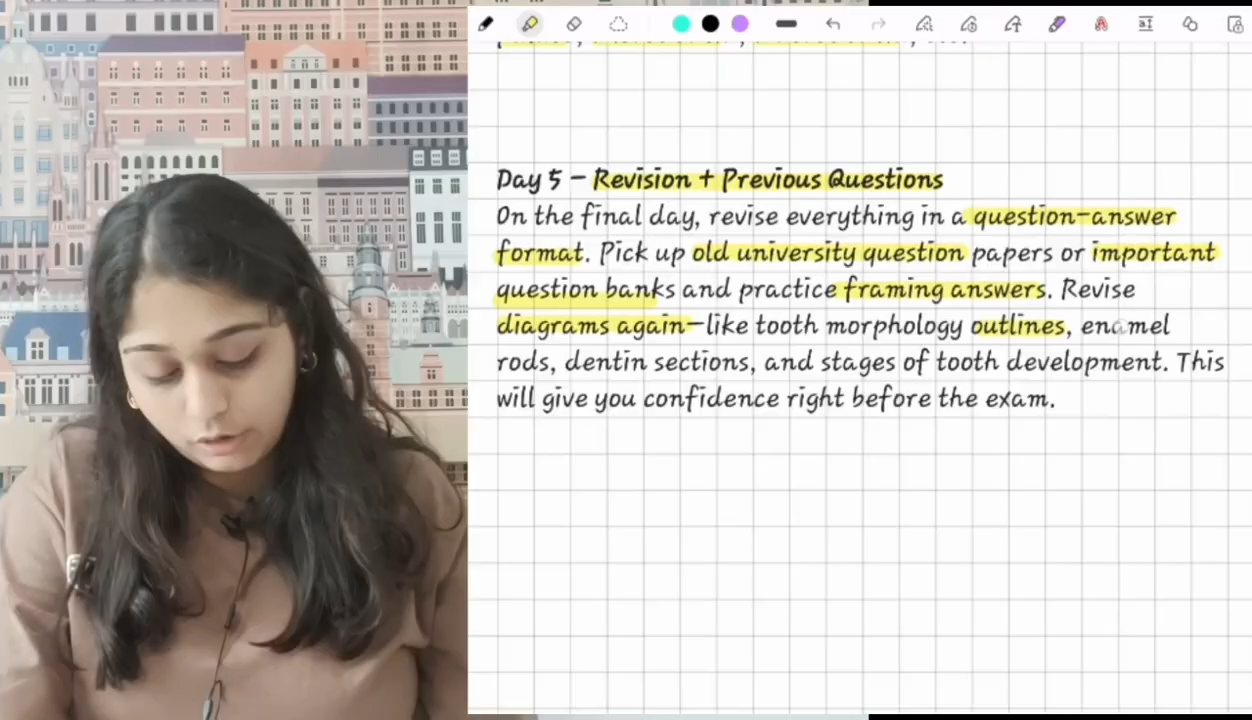 Day 5 – Revision + Previous Questions
On the final day, revise everything in a question-answer
format. Pick up old university question papers or important
question banks and practice framing answers. Revise
diagrams again—like tooth morphology outlines, enamel
rods, dentin sections, and stages of tooth development. This
will give you confidence right before the exam.